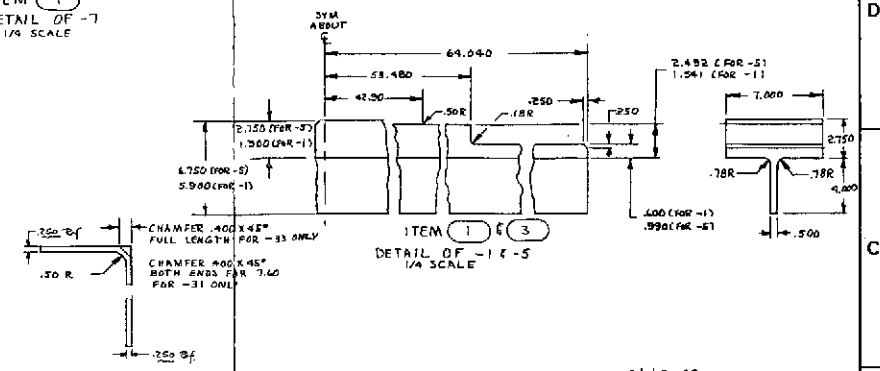 DETAIL OF -7
1/4 SCALE
SYM
ABOUT
℄
64.040
53.480
42.90
.50R
.18R
.250
.250
2.492 (FOR -5)
1.541 (FOR -1)
7.000
2.750 (FOR -5)
1.900 (FOR -1)
6.750 (FOR -5)
5.900 (FOR -1)
2.750
4.000
.78R
.78R
.500
.600 (FOR -1)
.990 (FOR -5)
ITEM 1 & 3
DETAIL OF -1 & -5
1/4 SCALE
.250
CHAMFER .400 X 45°
FULL LENGTH FOR -33 ONLY
CHAMFER .400 X 45°
BOTH ENDS FOR 7.60
FOR -31 ONLY
.50 R
.250
D
C